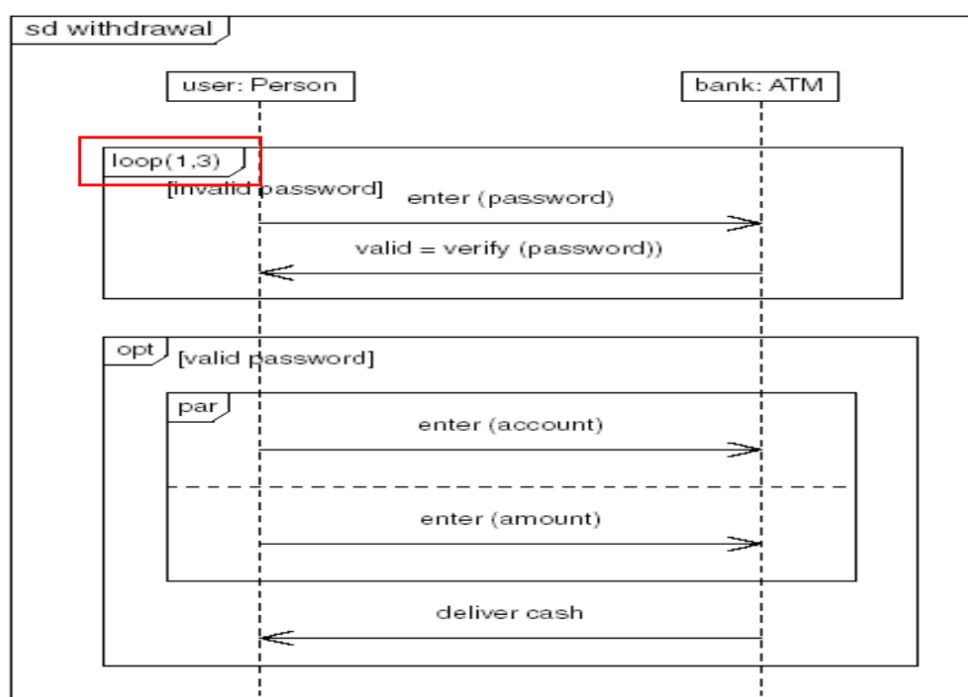 sd withdrawal
user: Person
bank: ATM
loop(1,3)
[invalid password]
enter (password)
valid = verify (password))
opt
[valid password]
par
enter (account)
enter (amount)
deliver cash